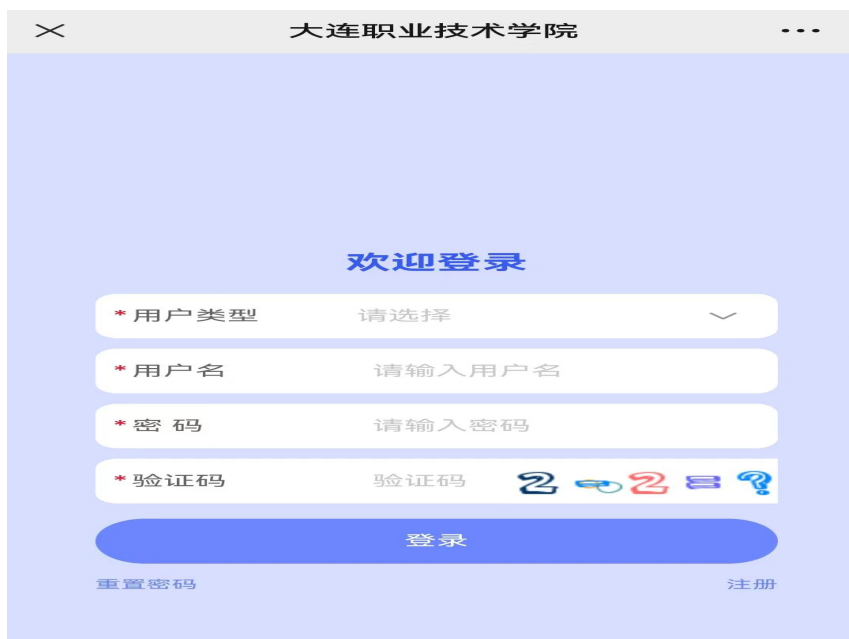 大连职业技术学院
欢迎登录
*用户类型 请选择
*用户名 请输入用户名
*密 码 请输入密码
*验证码 验证码 2 - 2 = ?
登录
重置密码 注册